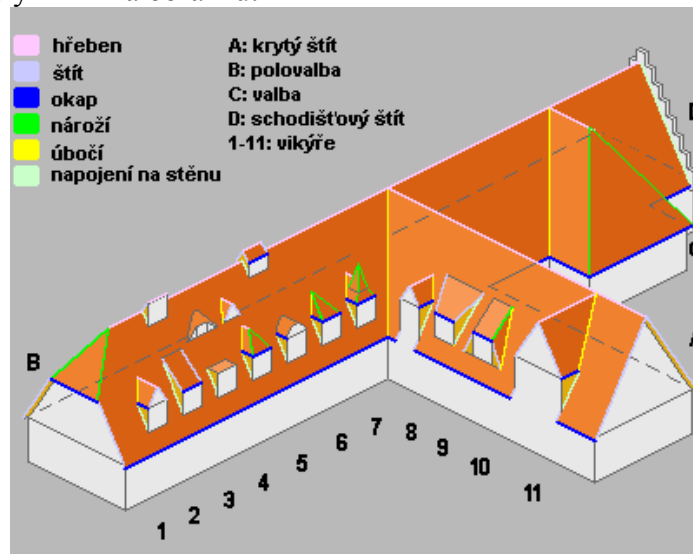 hřeben
štít
okap
nároží
úbočí
napojení na stěnu
A: krytý štít
B: polovalba
C: valba
D: schodišťový štít
1-11: vikýře
B
1
2
3
4
5
6
7
8
9
10
11